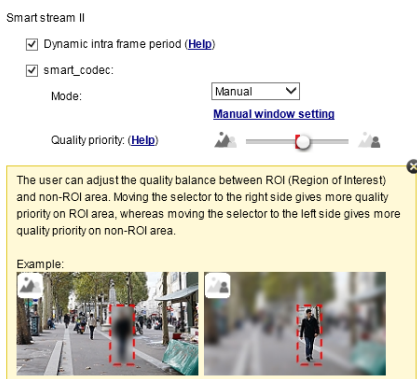 Smart stream II
Dynamic intra frame period (Help)
smart_codec:
Mode: Manual
Manual window setting
Quality priority: (Help)
The user can adjust the quality balance between ROI (Region of Interest)
and non-ROI area. Moving the selector to the right side gives more quality
priority on ROI area, whereas moving the selector to the left side gives more
quality priority on non-ROI area.
Example: